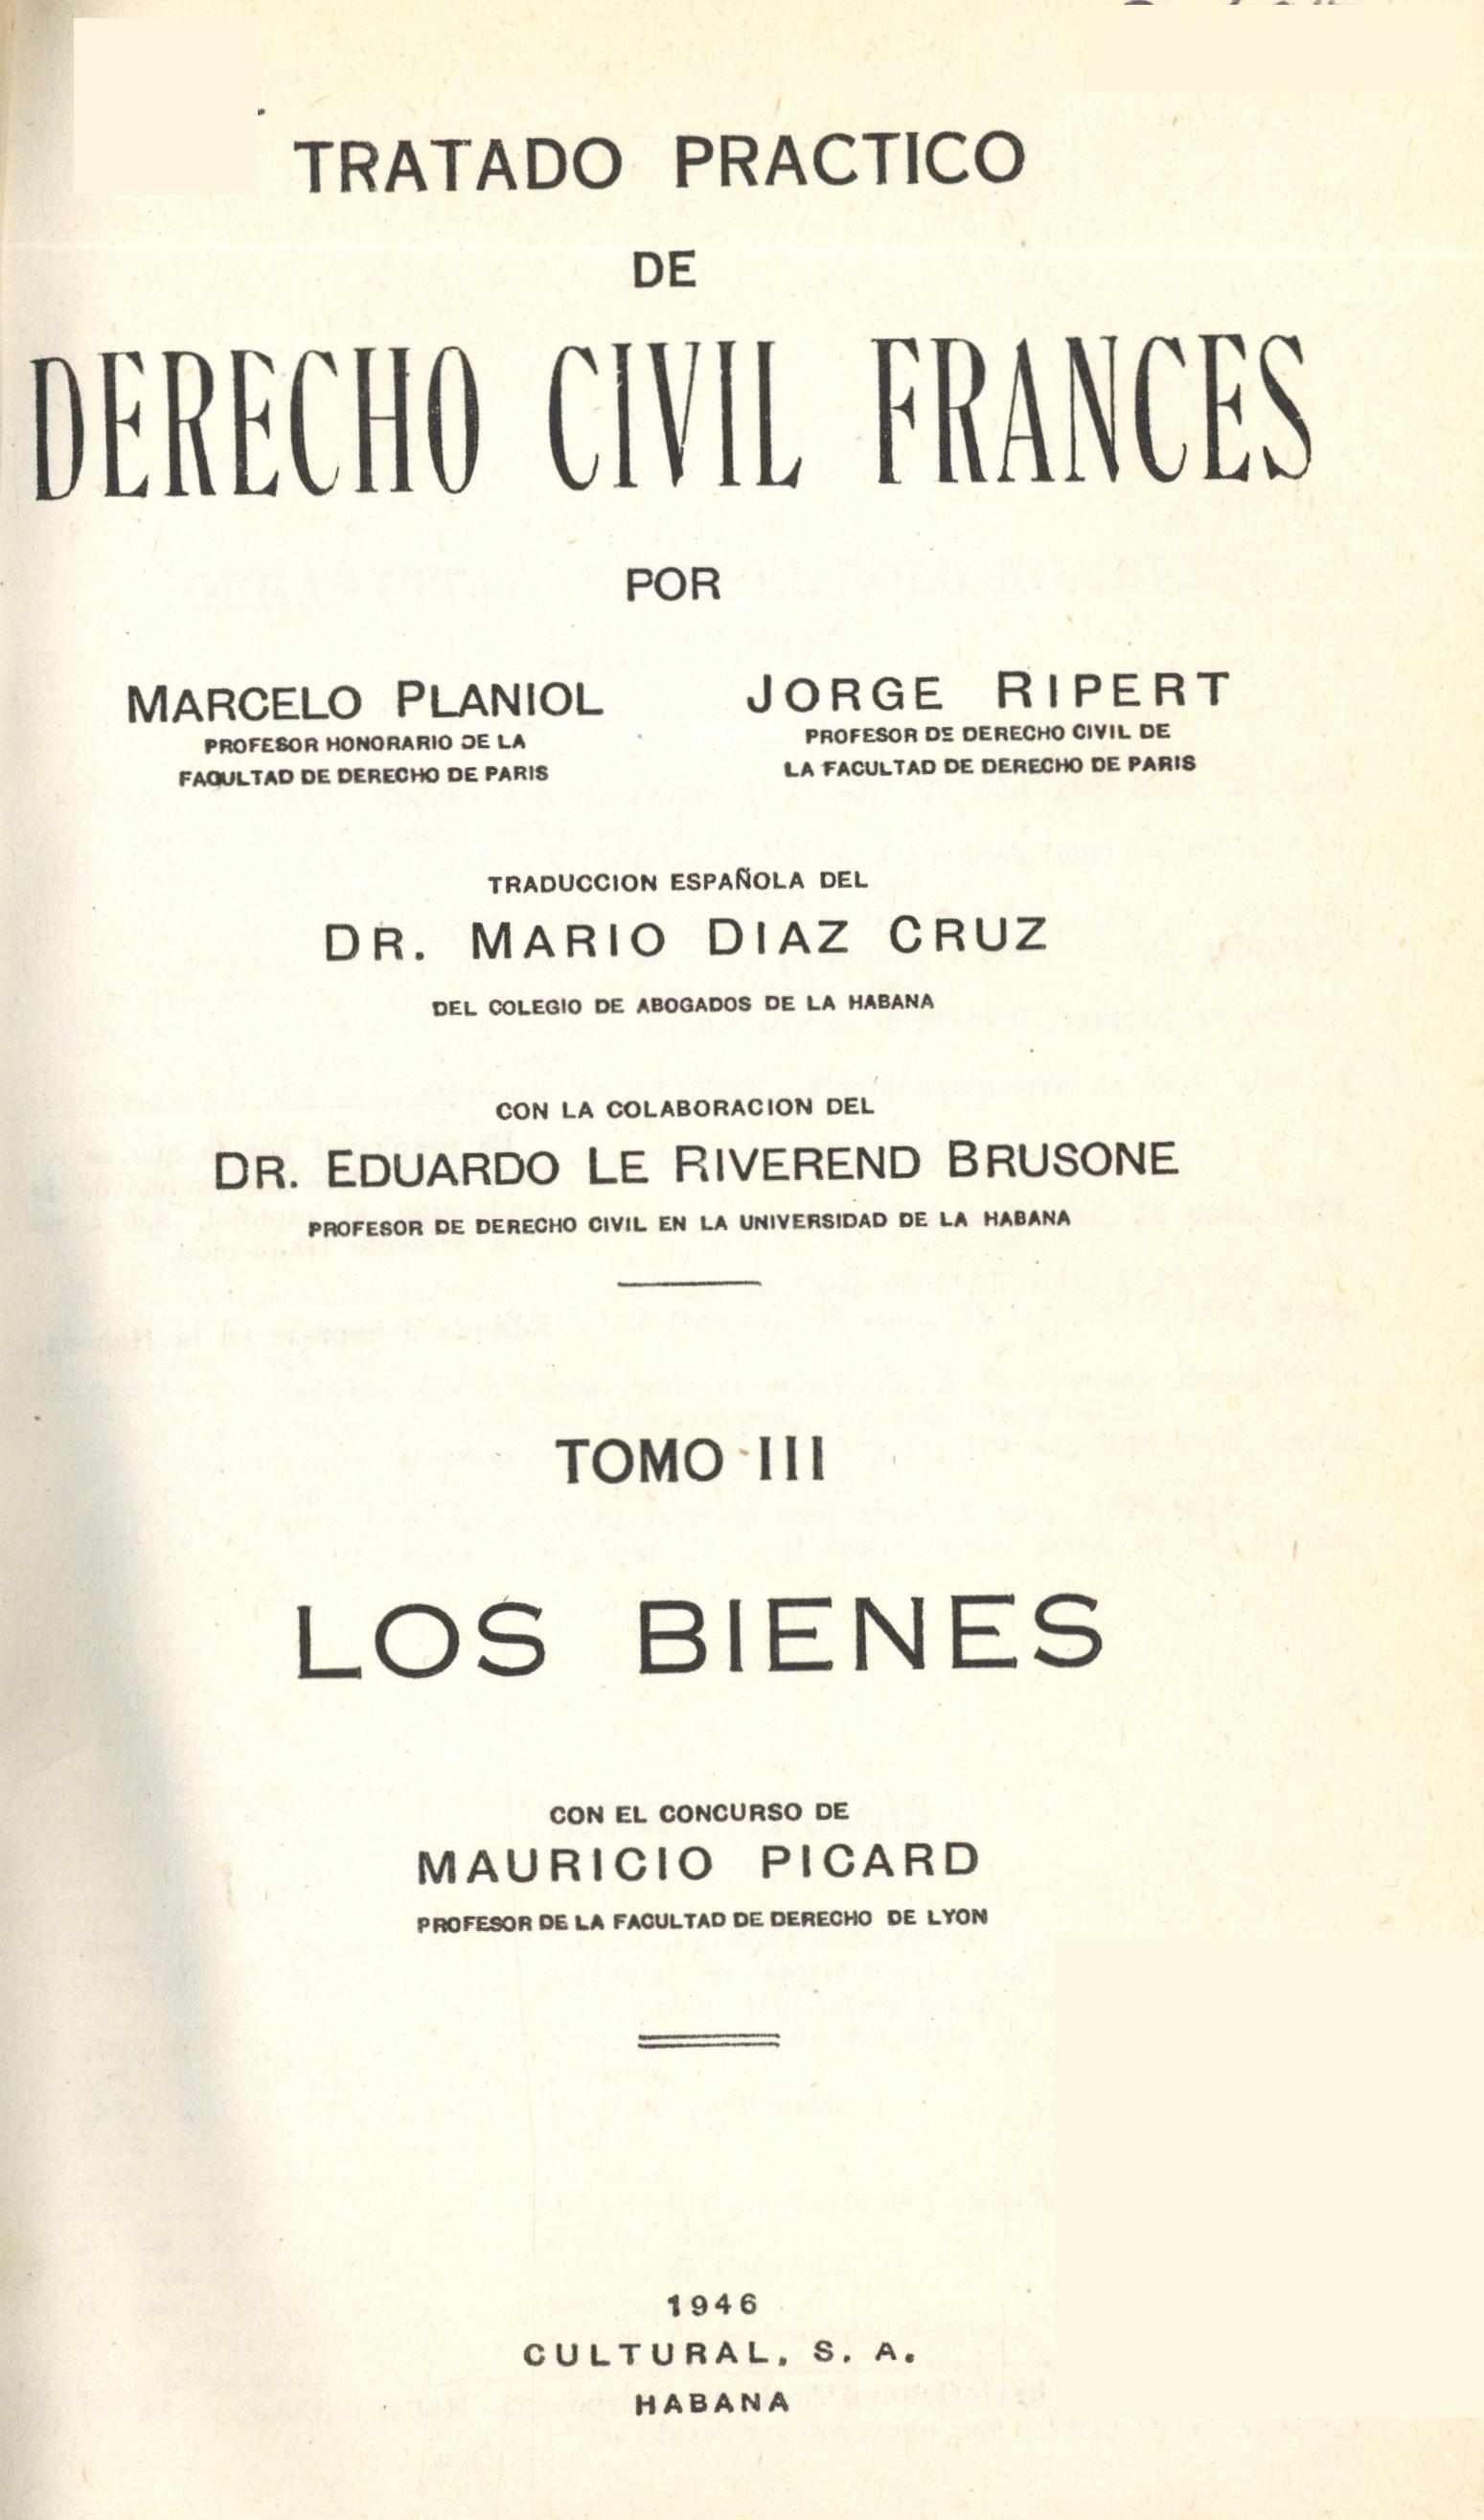 TRATADO PRACTICO
DE
DERECHO CIVIL FRANCES
POR
MARCELO PLANIOL
PROFESOR HONORARIO DE LA
FACULTAD DE DERECHO DE PARIS
JORGE RIPERT
PROFESOR DE DERECHO CIVIL DE
LA FACULTAD DE DERECHO DE PARIS
TRADUCCION ESPAÑOLA DEL
DR. MARIO DIAZ CRUZ
DEL COLEGIO DE ABOGADOS DE LA HABANA
CON LA COLABORACION DEL
DR. EDUARDO LE RIVEREND BRUSONE
PROFESOR DE DERECHO CIVIL EN LA UNIVERSIDAD DE LA HABANA
TOMO III
LOS BIENES
CON EL CONCURSO DE
MAURICIO PICARD
PROFESOR DE LA FACULTAD DE DERECHO DE LYON
1946
CULTURAL, S. A.
HABANA